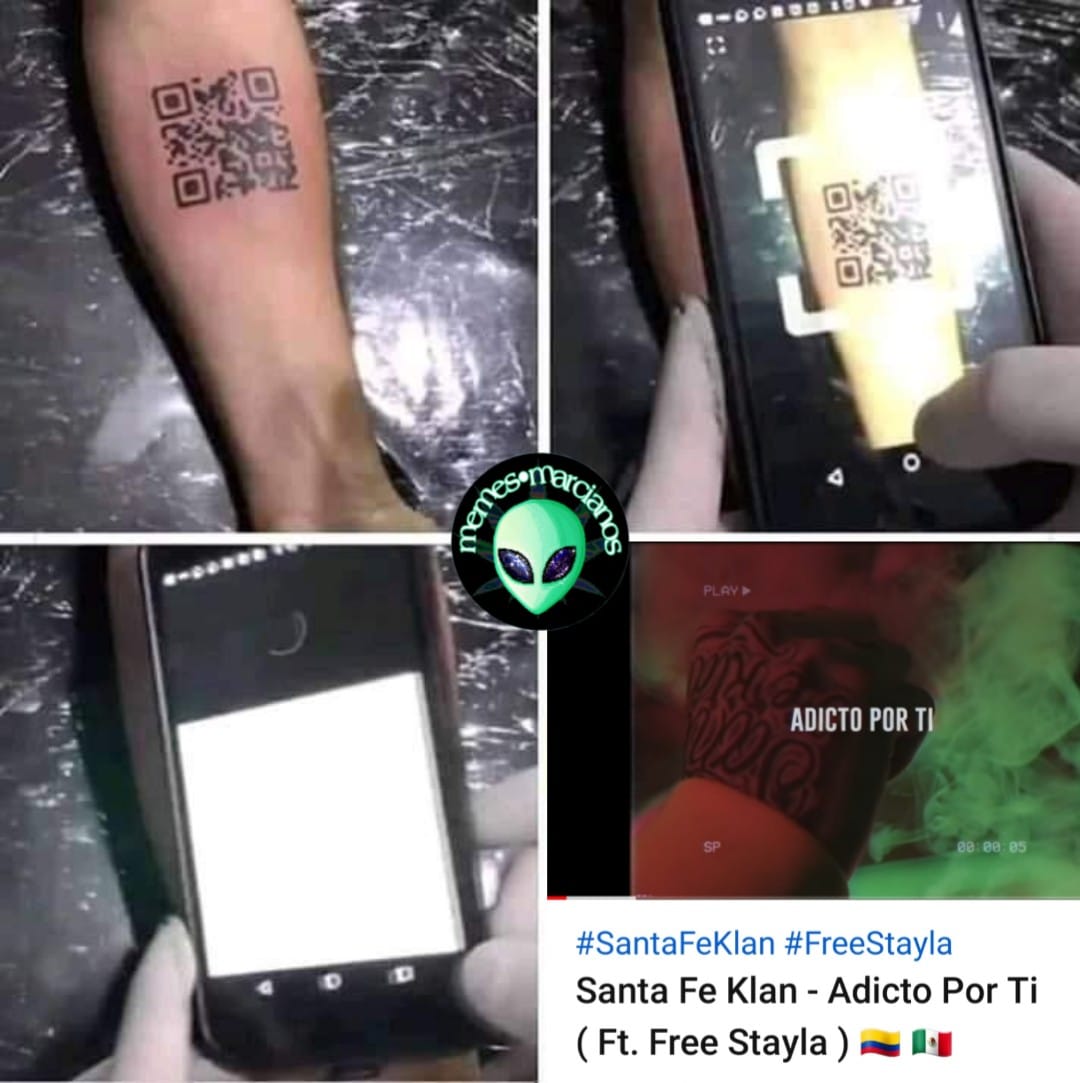 memes•marcianos
PLAY
ADICTO POR TI
SP
00:00:05
#SantaFeKlan #FreeStayla
Santa Fe Klan - Adicto Por Ti
( Ft. Free Stayla ) 🇨🇴 🇲🇽